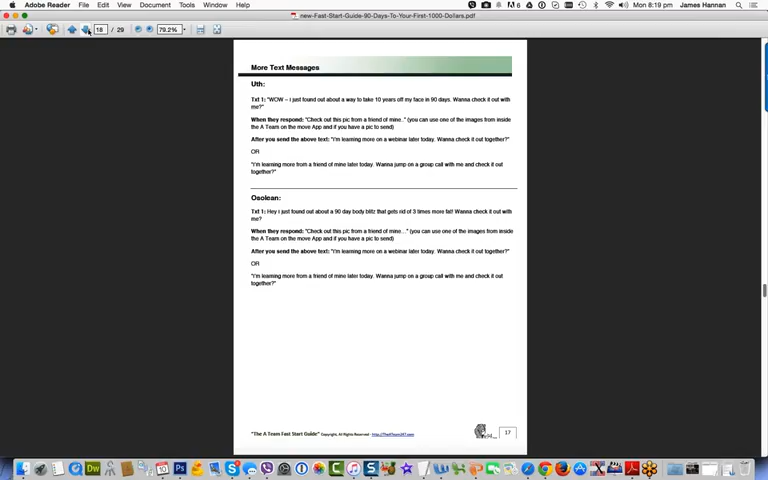 Adobe Reader File Edit View Document Tools Window Help Mon 8:19 pm James Hannan
new-Fast-Start-Guide-90-Days-To-Your-First-1000-Dollars.pdf
18 / 29 79.2%
More Text Messages
Uth:
Txt 1: "WOW – i just found out about a way to take 10 years off my face in 90 days. Wanna check it out with
me?"
When they respond: "Check out this pic from a friend of mine.." (you can use one of the images from inside
the A Team on the move App and if you have a pic to send)
After you send the above text: "I'm learning more on a webinar later today. Wanna check it out together?"
OR
"I'm learning more from a friend of mine later today. Wanna jump on a group call with me and check it out
together?"
Osolean:
Txt 1: Hey i just found out about a 90 day body blitz that gets rid of 3 times more fat! Wanna check it out with
me?
When they respond: "Check out this pic from a friend of mine…" (you can use one of the images from inside
the A Team on the move App and if you have a pic to send)
After you send the above text: "I'm learning more on a webinar later today. Wanna check it out together?"
OR
"I'm learning more from a friend of mine later today. Wanna jump on a group call with me and check it out
together?"
"The A Team Fast Start Guide" Copyright, All Rights Reserved - http://TheATeam247.com 17